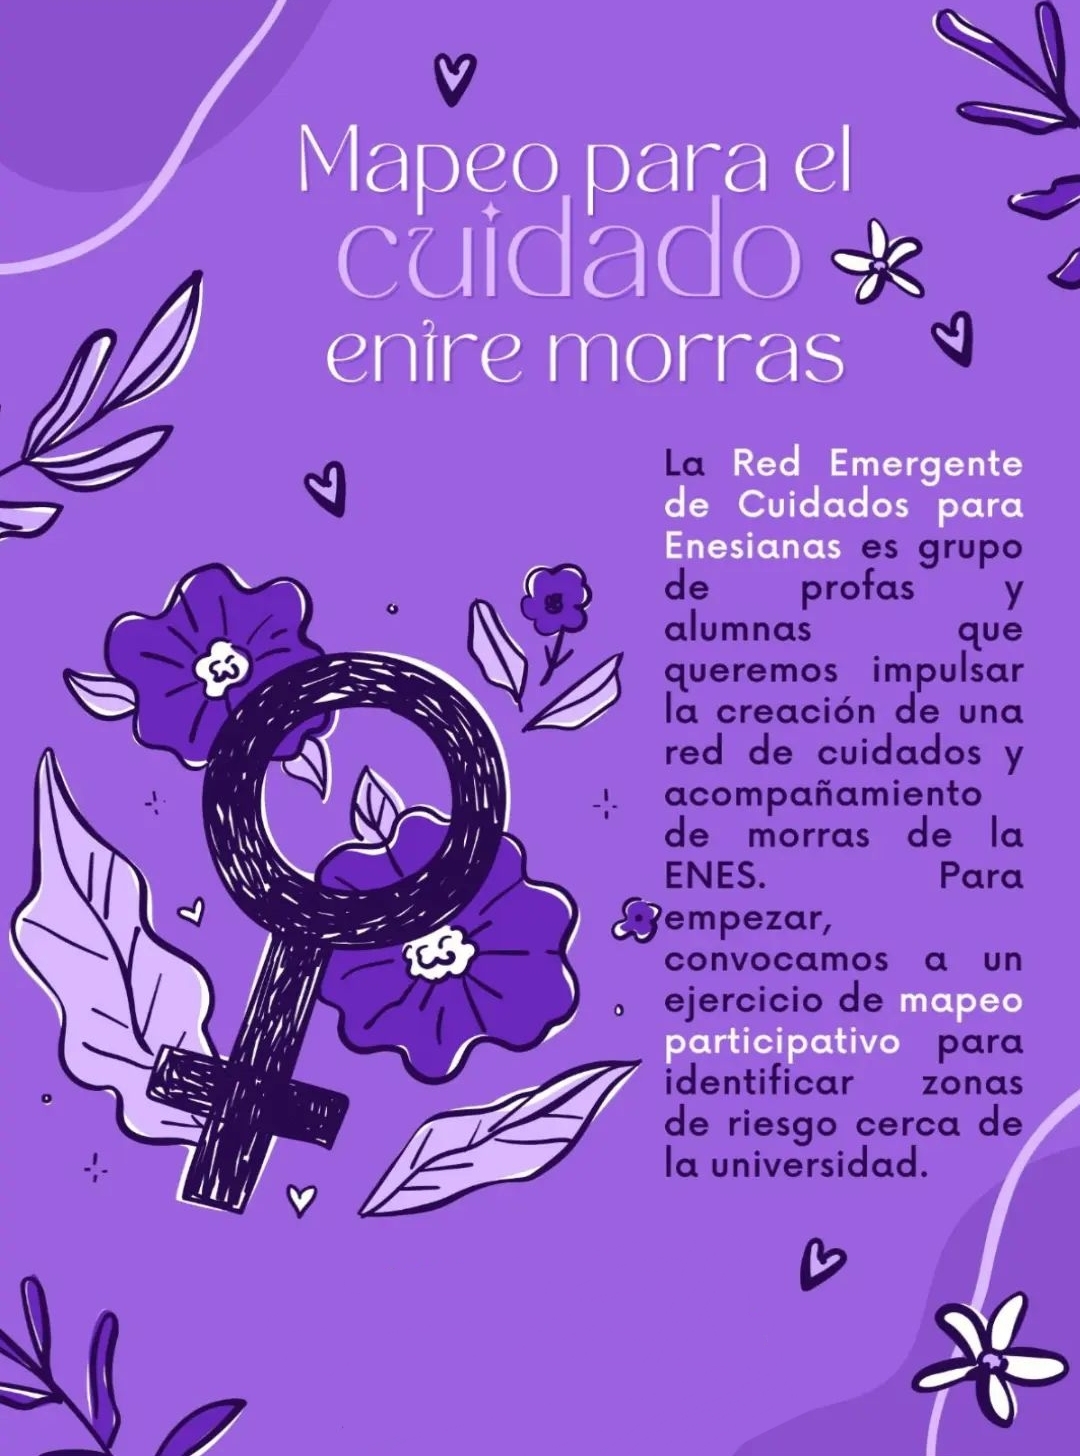 Mapeo para el
cuidado
entre morras
La Red Emergente
de Cuidados para
Enesianas es grupo
de profas y
alumnas que
queremos impulsar
la creación de una
red de cuidados y
acompañamiento
de morras de la
ENES. Para
empezar,
convocamos a un
ejercicio de mapeo
participativo para
identificar zonas
de riesgo cerca de
la universidad.